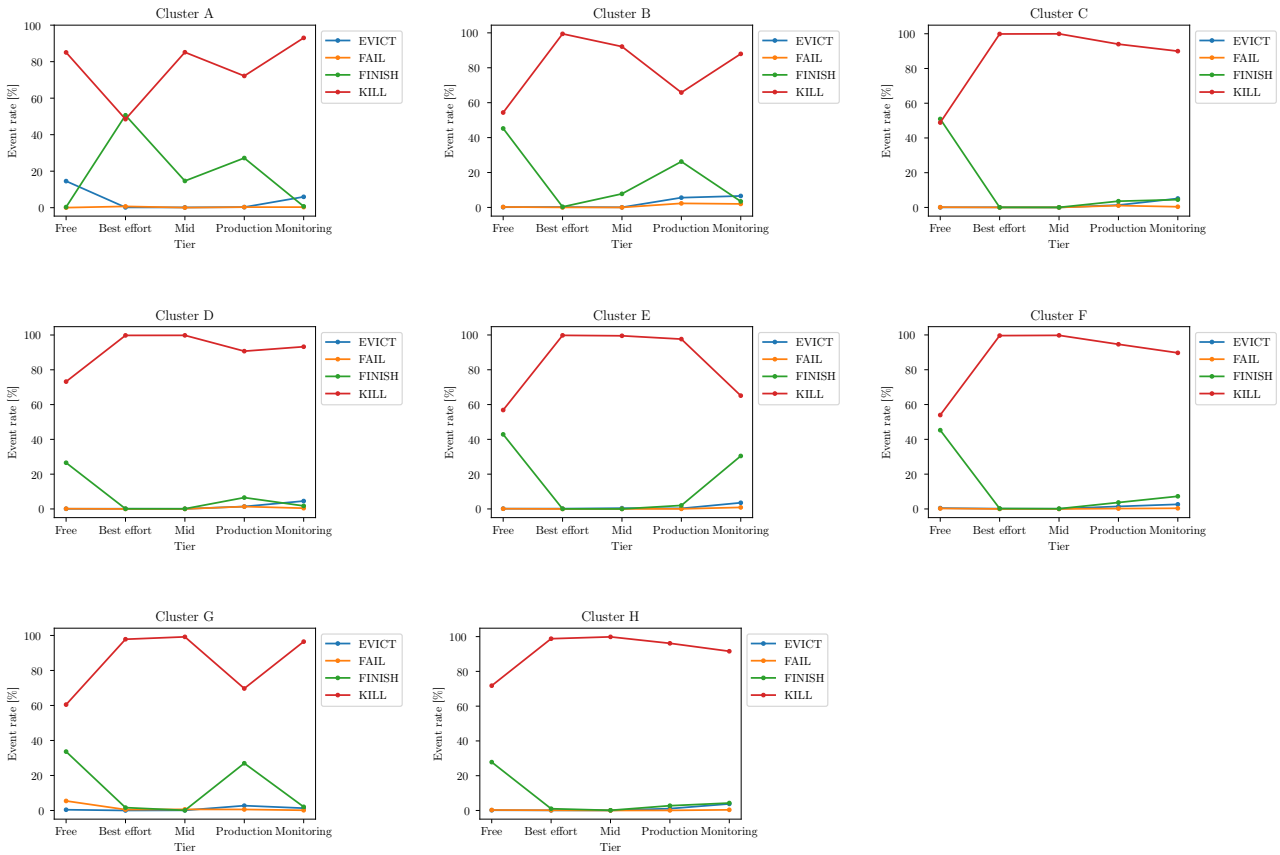 Cluster A
Event rate [%]
100
80
60
40
20
0
Free Best effort Mid Production Monitoring
Tier
EVICT
FAIL
FINISH
KILL
Cluster B
Event rate [%]
100
80
60
40
20
0
Free Best effort Mid Production Monitoring
Tier
EVICT
FAIL
FINISH
KILL
Cluster C
Event rate [%]
100
80
60
40
20
0
Free Best effort Mid Production Monitoring
Tier
EVICT
FAIL
FINISH
KILL
Cluster D
Event rate [%]
100
80
60
40
20
0
Free Best effort Mid Production Monitoring
Tier
EVICT
FAIL
FINISH
KILL
Cluster E
Event rate [%]
100
80
60
40
20
0
Free Best effort Mid Production Monitoring
Tier
EVICT
FAIL
FINISH
KILL
Cluster F
Event rate [%]
100
80
60
40
20
0
Free Best effort Mid Production Monitoring
Tier
EVICT
FAIL
FINISH
KILL
Cluster G
Event rate [%]
100
80
60
40
20
0
Free Best effort Mid Production Monitoring
Tier
EVICT
FAIL
FINISH
KILL
Cluster H
Event rate [%]
100
80
60
40
20
0
Free Best effort Mid Production Monitoring
Tier
EVICT
FAIL
FINISH
KILL